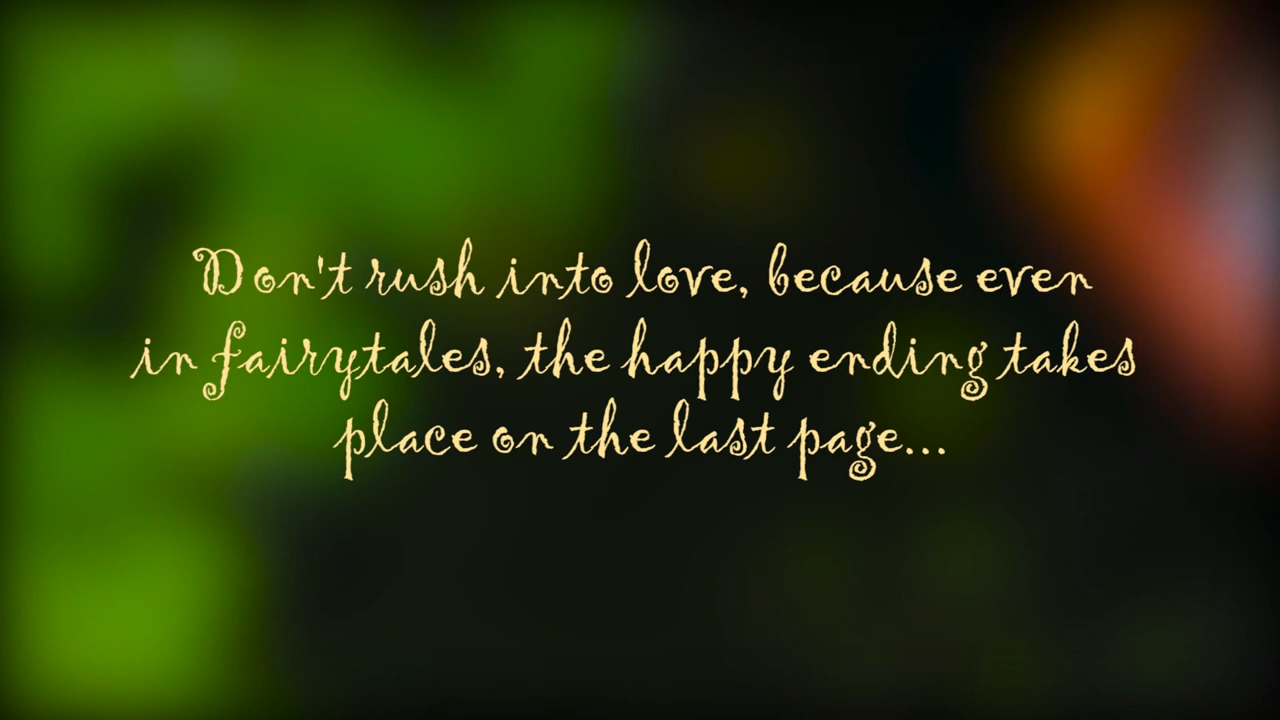 Don't rush into love, because even
in fairytales, the happy ending takes
place on the last page...